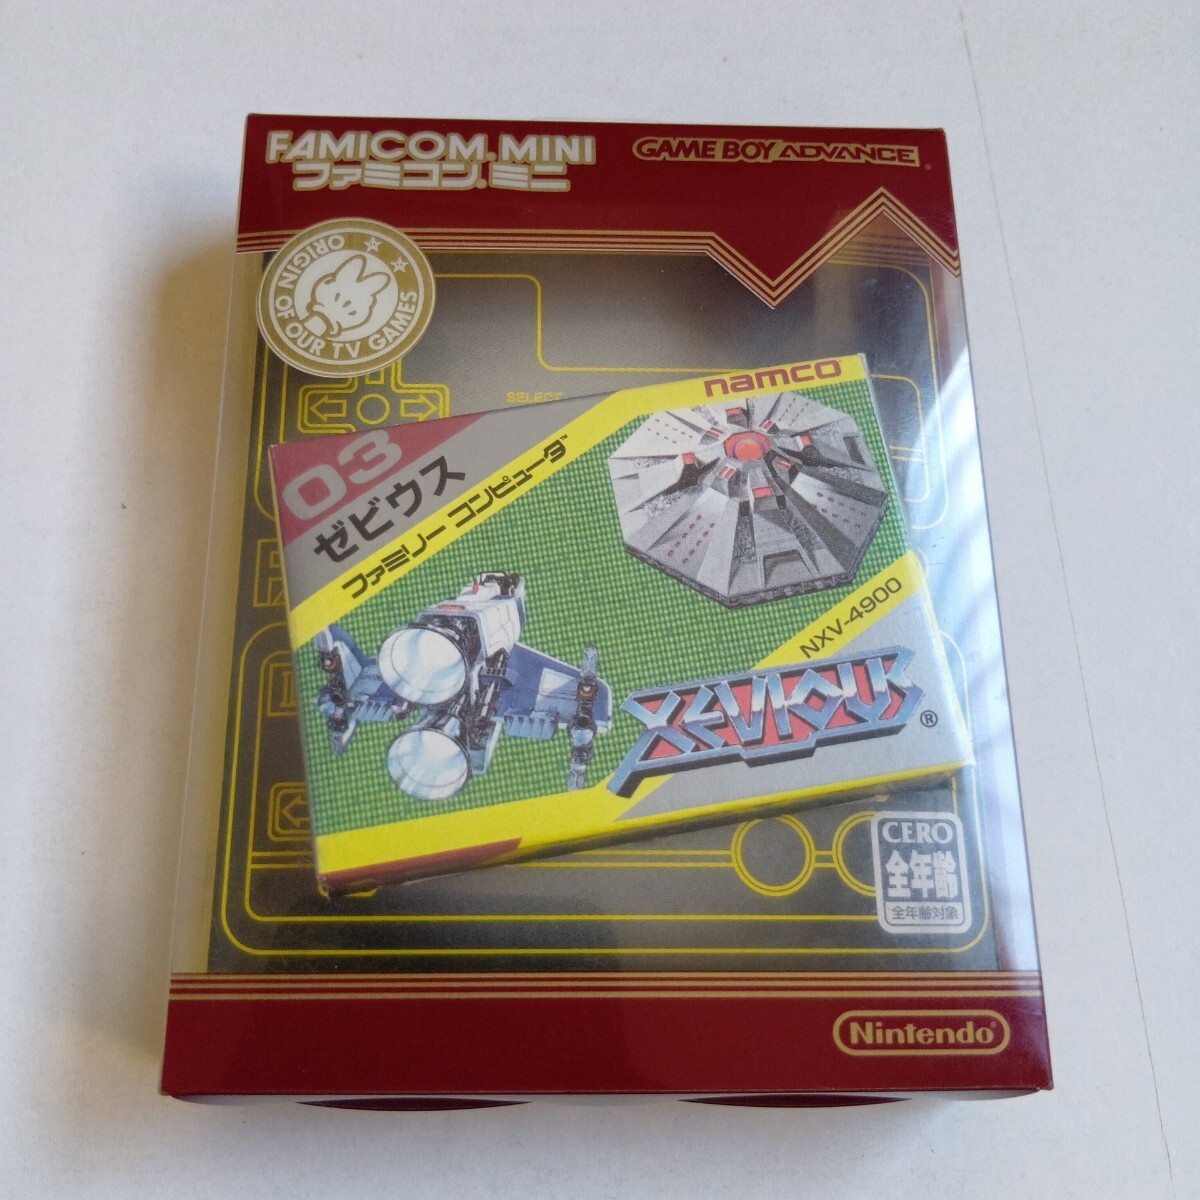 FAMICOM MINI
ファミコン ミニ
GAME BOY ADVANCE
ORIGIN OF OUR TV GAMES
SELECT
namco
03
ゼビウス
ファミリー コンピュータ™
NXV-4900
XEVIOUS®
CERO
全年齢
全年齢対象
Nintendo®